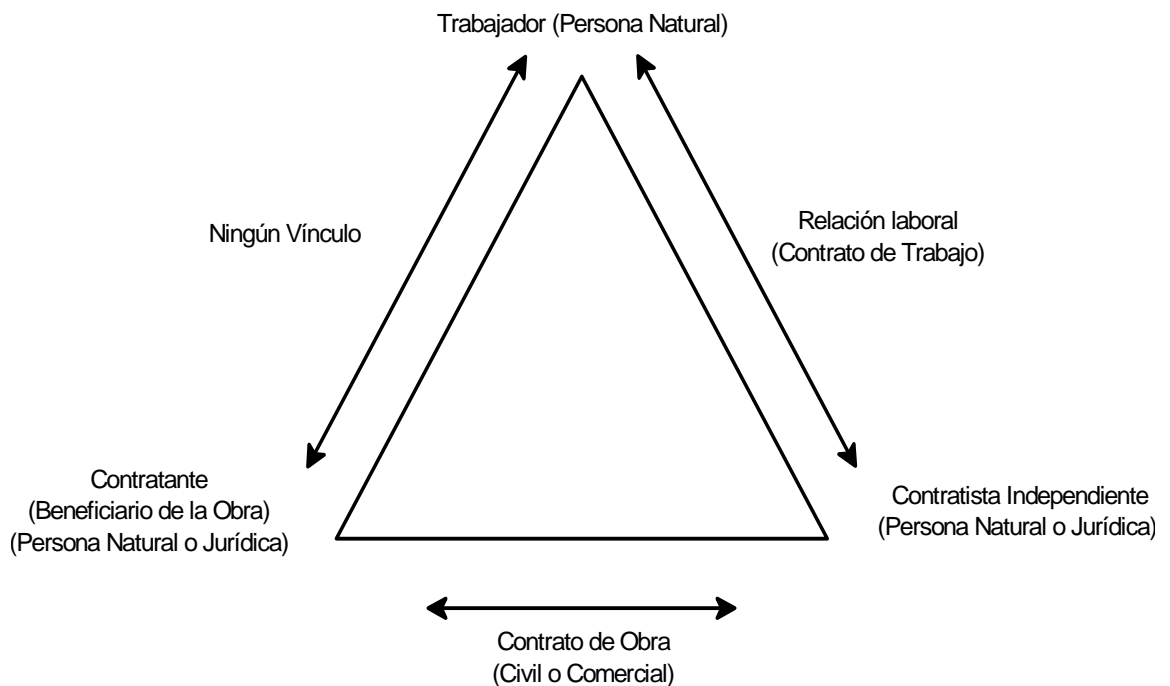 Trabajador (Persona Natural)
Ningún Vínculo
Relación laboral
(Contrato de Trabajo)
Contratante
(Beneficiario de la Obra)
(Persona Natural o Jurídica)
Contratista Independiente
(Persona Natural o Jurídica)
Contrato de Obra
(Civil o Comercial)